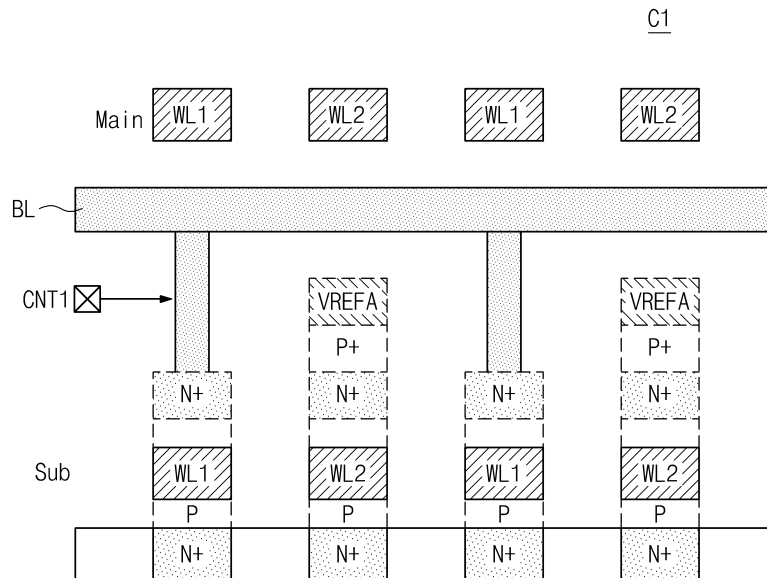 C1
Main WL1 WL2 WL1 WL2
BL
CNT1 VREFA VREFA
P+ P+
N+ N+ N+ N+
Sub WL1 WL2 WL1 WL2
P P P P
N+ N+ N+ N+